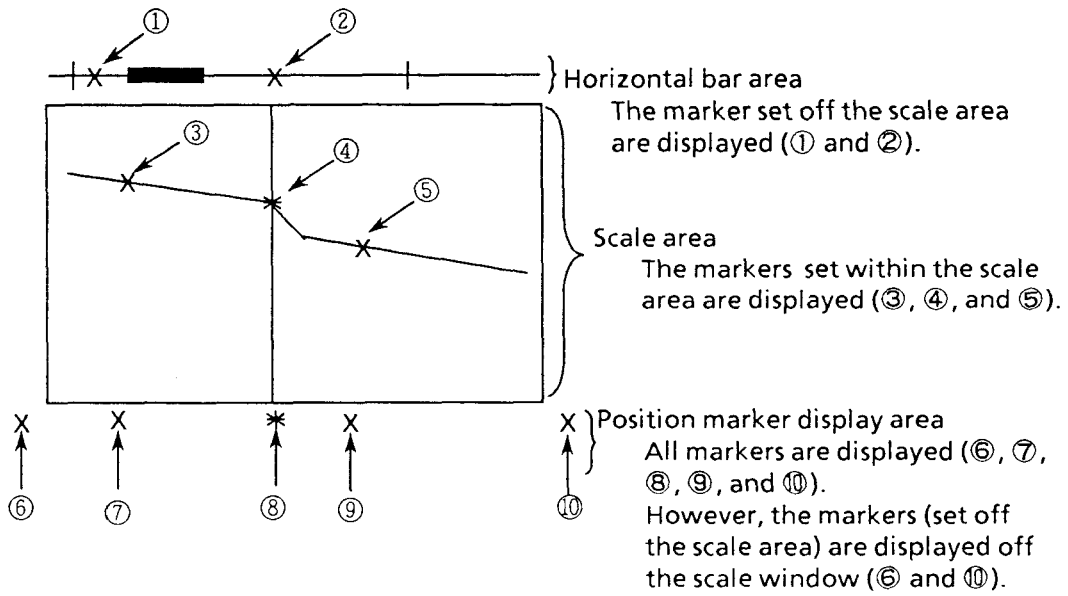 ① ②
Horizontal bar area
The marker set off the scale area
are displayed (① and ②).
③
④
⑤
Scale area
The markers set within the scale
area are displayed (③, ④, and ⑤).
Position marker display area
All markers are displayed (⑥, ⑦,
⑧, ⑨, and ⑩).
However, the markers (set off
the scale area) are displayed off
the scale window (⑥ and ⑩).
⑥ ⑦ ⑧ ⑨ ⑩